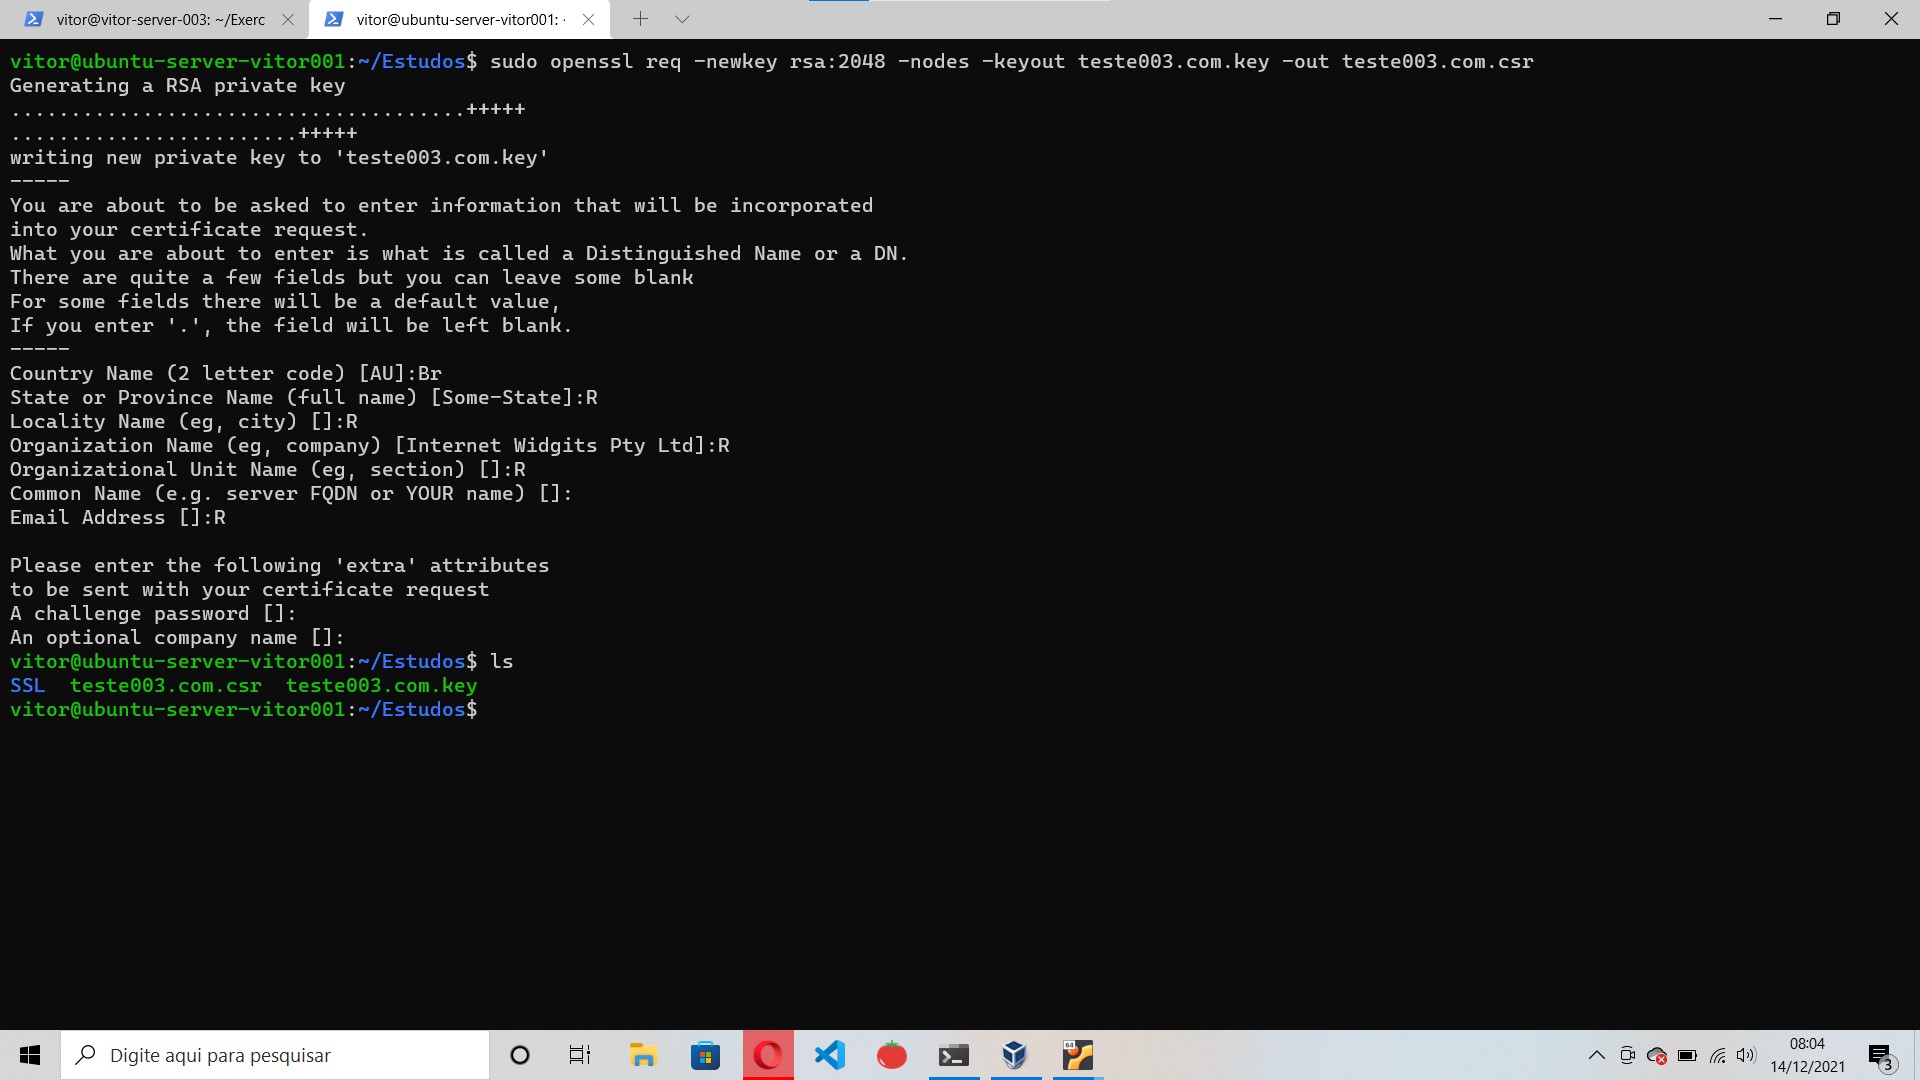 vitor@vitor-server-003: ~/Exerc
vitor@ubuntu-server-vitor001: ·
vitor@ubuntu-server-vitor001:~/Estudos$ sudo openssl req -newkey rsa:2048 -nodes -keyout teste003.com.key -out teste003.com.csr
Generating a RSA private key
......................................+++++
........................+++++
writing new private key to 'teste003.com.key'
-----
You are about to be asked to enter information that will be incorporated
into your certificate request.
What you are about to enter is what is called a Distinguished Name or a DN.
There are quite a few fields but you can leave some blank
For some fields there will be a default value,
If you enter '.', the field will be left blank.
-----
Country Name (2 letter code) [AU]:Br
State or Province Name (full name) [Some-State]:R
Locality Name (eg, city) []:R
Organization Name (eg, company) [Internet Widgits Pty Ltd]:R
Organizational Unit Name (eg, section) []:R
Common Name (e.g. server FQDN or YOUR name) []:
Email Address []:R
Please enter the following 'extra' attributes
to be sent with your certificate request
A challenge password []:
An optional company name []:
vitor@ubuntu-server-vitor001:~/Estudos$ ls
SSL  teste003.com.csr  teste003.com.key
vitor@ubuntu-server-vitor001:~/Estudos$
Digite aqui para pesquisar
64
08:04
14/12/2021
3